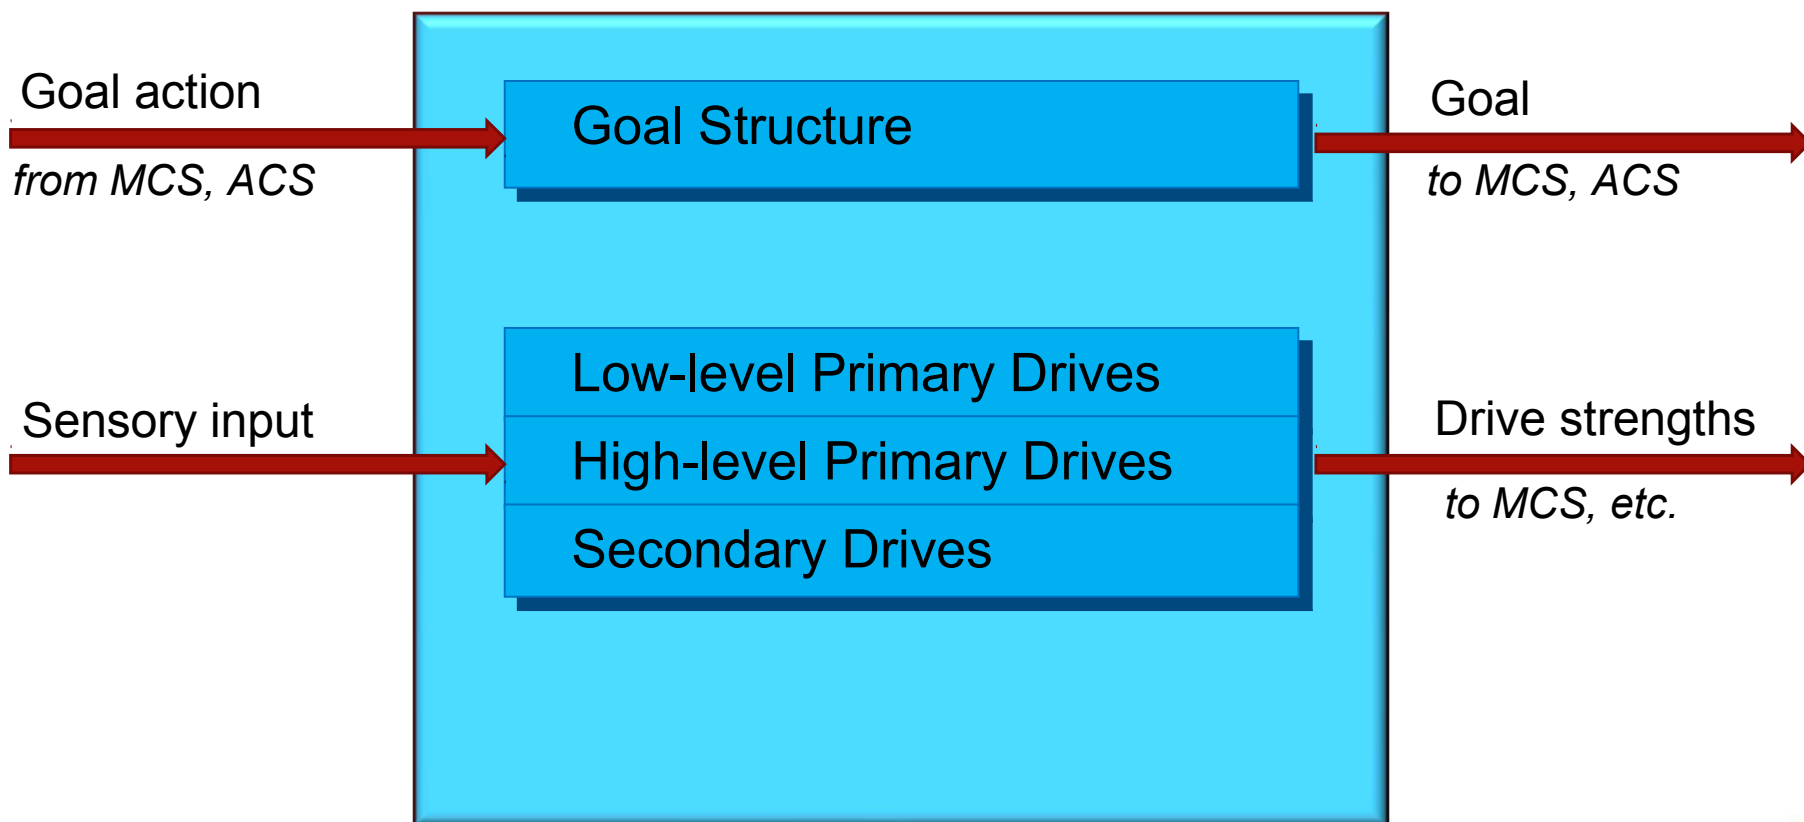 Goal action
from MCS, ACS
Goal Structure
Goal
to MCS, ACS
Sensory input
Low-level Primary Drives
High-level Primary Drives
Secondary Drives
Drive strengths
to MCS, etc.